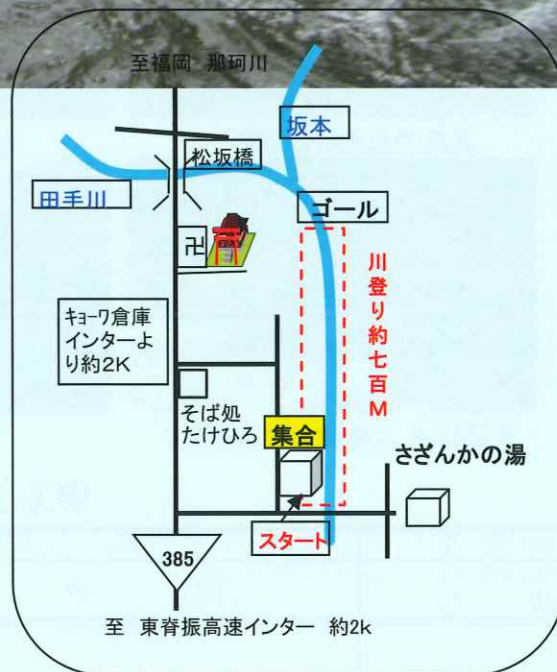 至福岡 那珂川
坂本
松坂橋
田手川
ゴール
卍
川登り約七百M
キョーワ倉庫
インターよ
り約2K
そば処
たけひろ
集合
さざんかの湯
スタート
385
至 東脊振高速インター 約2k